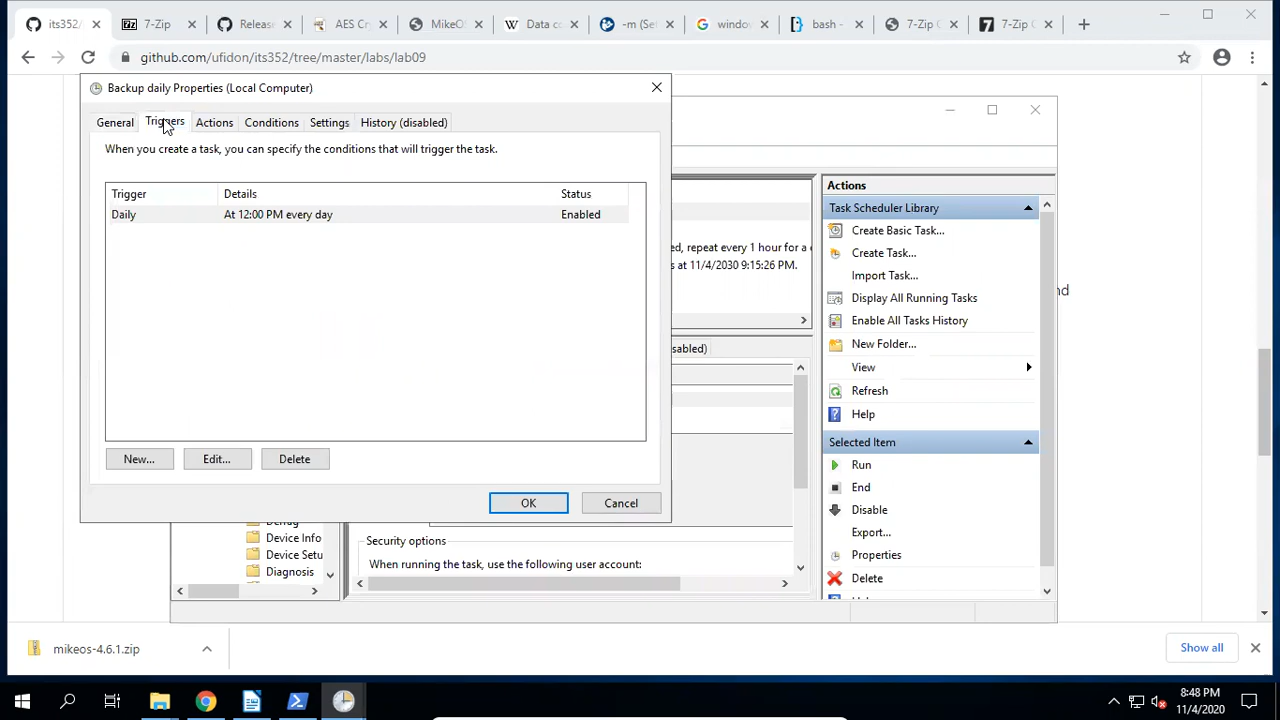 its352/
7-Zip
Releas
AES Cr
MikeO
Data co
-m (Set
window
bash -
7-Zip C
7-Zip C
github.com/ufidon/its352/tree/master/labs/lab09
Backup daily Properties (Local Computer)
General
Triggers
Actions
Conditions
Settings
History (disabled)
When you create a task, you can specify the conditions that will trigger the task.
Trigger
Details
Status
Daily
At 12:00 PM every day
Enabled
New...
Edit...
Delete
OK
Cancel
ed, repeat every 1 hour for a
s at 11/4/2030 9:15:26 PM.
sabled)
nd
Device Info
Device Setu
Diagnosis
Security options
When running the task, use the following user account:
Actions
Task Scheduler Library
Create Basic Task...
Create Task...
Import Task...
Display All Running Tasks
Enable All Tasks History
New Folder...
View
Refresh
Help
Selected Item
Run
End
Disable
Export...
Properties
Delete
mikeos-4.6.1.zip
Show all
8:48 PM
11/4/2020